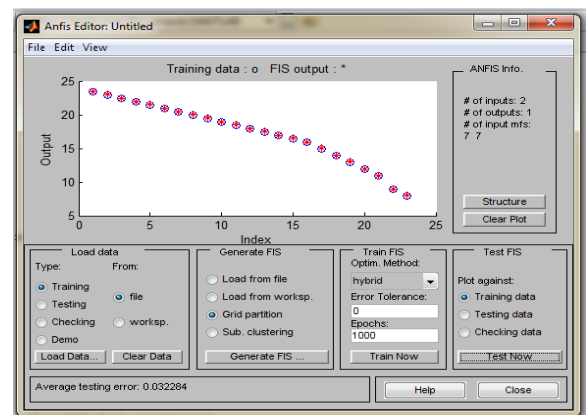 Anfis Editor: Untitled
File Edit View
Training data : o FIS output : *
25
20
15
10
5
Output
0 5 10 15 20 25
Index
ANFIS Info.
# of inputs: 2
# of outputs: 1
# of input mfs:
7 7
Structure
Clear Plot
Load data
Type: From:
Training
Testing
Checking
Demo
file
worksp.
Load Data... Clear Data
Generate FIS
Load from file
Load from worksp.
Grid partition
Sub. clustering
Generate FIS ...
Train FIS
Optim. Method:
hybrid
Error Tolerance:
0
Epochs:
1000
Train Now
Test FIS
Plot against:
Training data
Testing data
Checking data
Test Now
Average testing error: 0.032284
Help Close